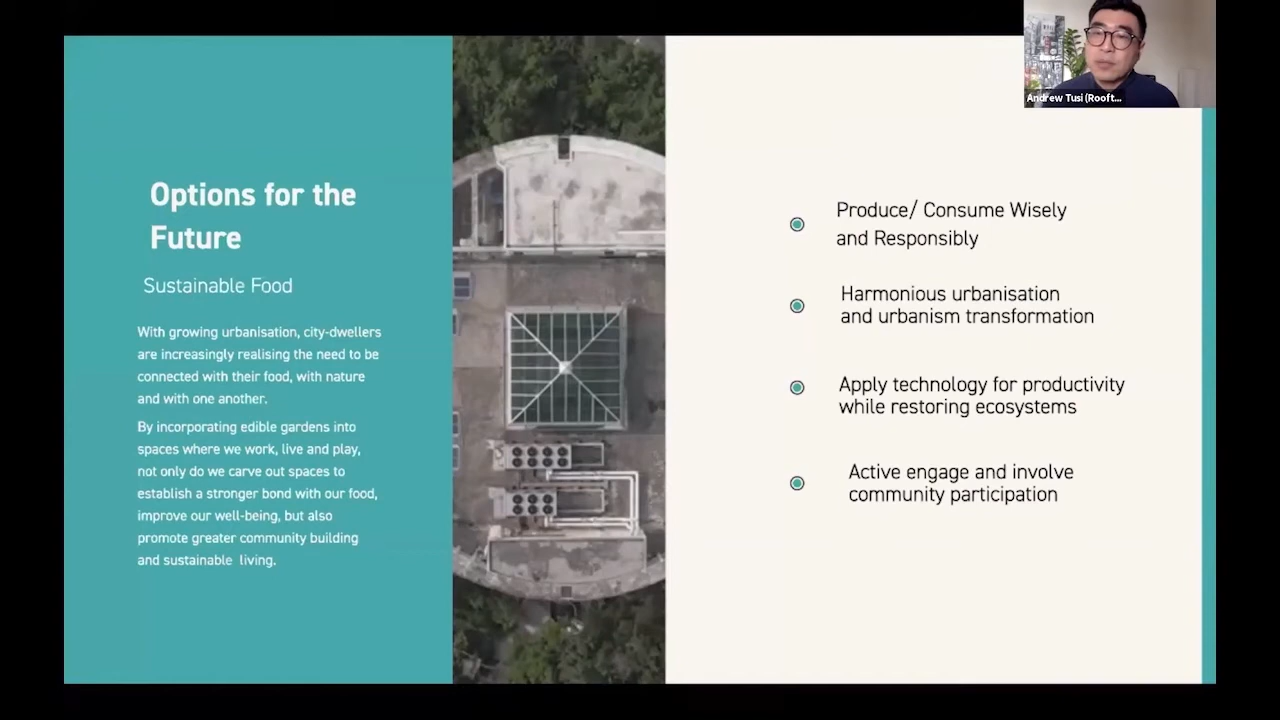 Options for the
Future
Sustainable Food
With growing urbanisation, city-dwellers
are increasingly realising the need to be
connected with their food, with nature
and with one another.
By incorporating edible gardens into
spaces where we work, live and play,
not only do we carve out spaces to
establish a stronger bond with our food,
improve our well-being, but also
promote greater community building
and sustainable living.
Produce/ Consume Wisely
and Responsibly
Harmonious urbanisation
and urbanism transformation
Apply technology for productivity
while restoring ecosystems
Active engage and involve
community participation
Andrew Tusi (Rooft...